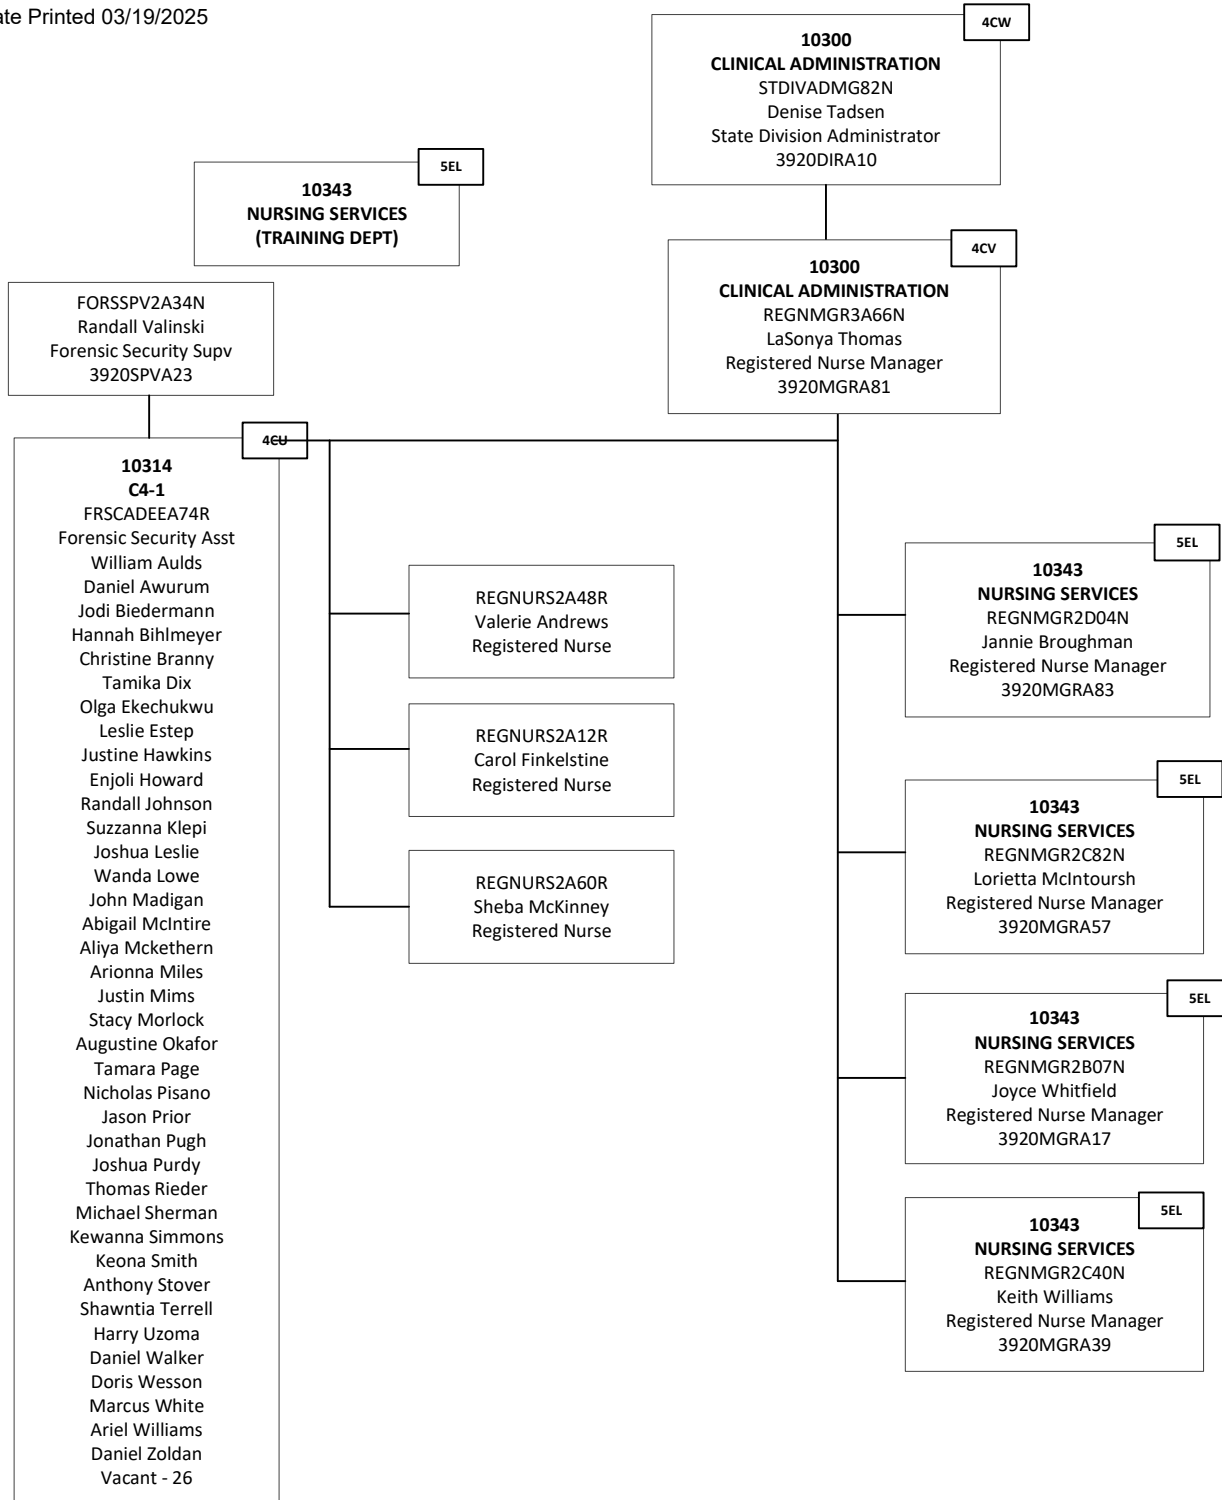 ate Printed 03/19/2025
4CW
10300
CLINICAL ADMINISTRATION
STDIVADMG82N
Denise Tadsen
State Division Administrator
3920DIRA10
5EL
10343
NURSING SERVICES
(TRAINING DEPT)
4CV
10300
CLINICAL ADMINISTRATION
REGNMGR3A66N
LaSonya Thomas
Registered Nurse Manager
3920MGRA81
FORSSPV2A34N
Randall Valinski
Forensic Security Supv
3920SPVA23
4CU
10314
C4-1
FRSCADEEA74R
Forensic Security Asst
William Aulds
Daniel Awurum
Jodi Biedermann
Hannah Bihlmeyer
Christine Branny
Tamika Dix
Olga Ekechukwu
Leslie Estep
Justine Hawkins
Enjoli Howard
Randall Johnson
Suzzanna Klepi
Joshua Leslie
Wanda Lowe
John Madigan
Abigail McIntire
Aliya Mckethern
Arionna Miles
Justin Mims
Stacy Morlock
Augustine Okafor
Tamara Page
Nicholas Pisano
Jason Prior
Jonathan Pugh
Joshua Purdy
Thomas Rieder
Michael Sherman
Kewanna Simmons
Keona Smith
Anthony Stover
Shawntia Terrell
Harry Uzoma
Daniel Walker
Doris Wesson
Marcus White
Ariel Williams
Daniel Zoldan
Vacant - 26
REGNURS2A48R
Valerie Andrews
Registered Nurse
REGNURS2A12R
Carol Finkelstine
Registered Nurse
REGNURS2A60R
Sheba McKinney
Registered Nurse
5EL
10343
NURSING SERVICES
REGNMGR2D04N
Jannie Broughman
Registered Nurse Manager
3920MGRA83
5EL
10343
NURSING SERVICES
REGNMGR2C82N
Lorietta McIntoursh
Registered Nurse Manager
3920MGRA57
5EL
10343
NURSING SERVICES
REGNMGR2B07N
Joyce Whitfield
Registered Nurse Manager
3920MGRA17
5EL
10343
NURSING SERVICES
REGNMGR2C40N
Keith Williams
Registered Nurse Manager
3920MGRA39